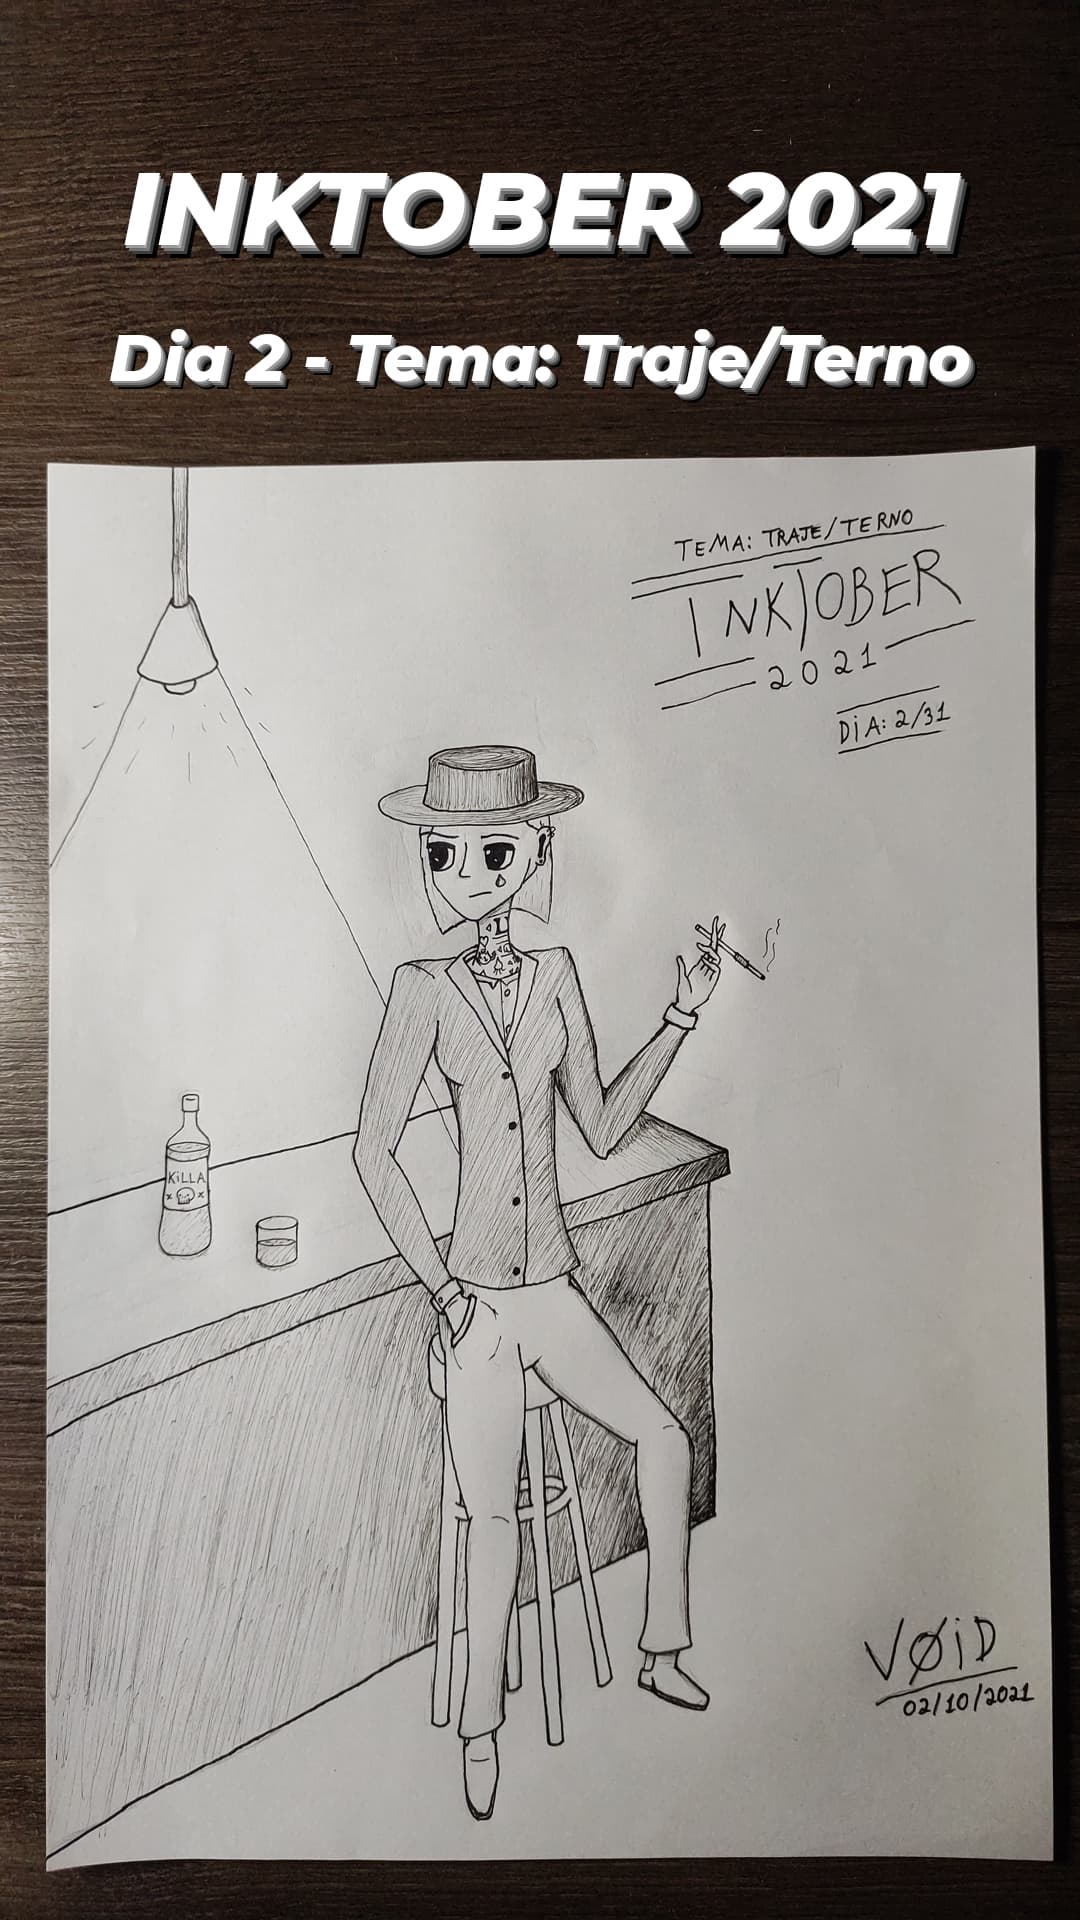 INKTOBER 2021
Dia 2 - Tema: Traje/Terno
TEMA: TRAJE/TERNO
INKTOBER
2021
DiA: 2/31
KiLLA
VØiD
02/10/2021